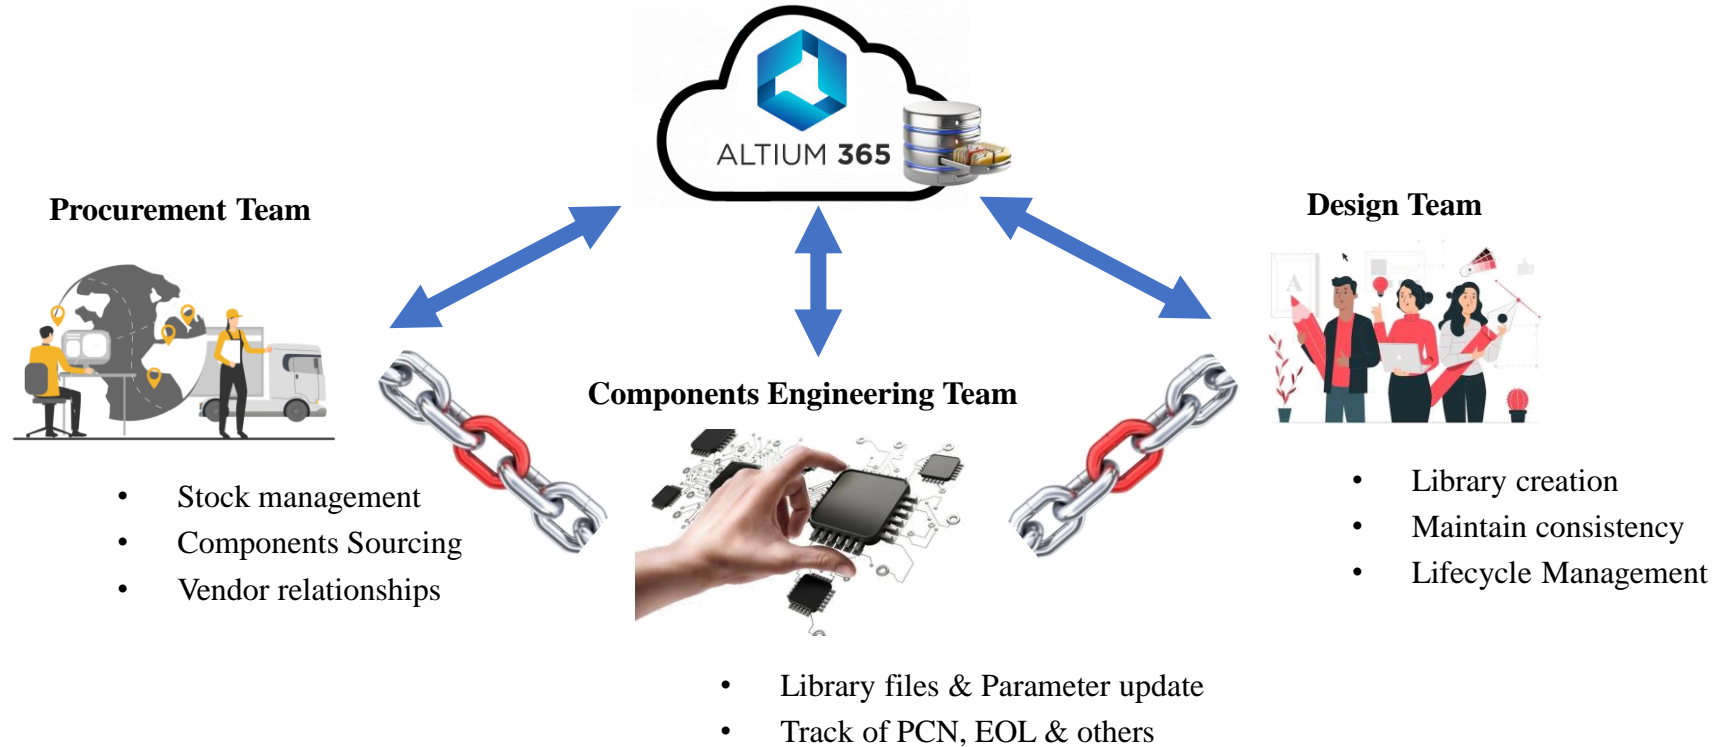 ALTIUM 365
Procurement Team
Design Team
A
Components Engineering Team
• Stock management
• Components Sourcing
• Vendor relationships
• Library creation
• Maintain consistency
• Lifecycle Management
• Library files & Parameter update
• Track of PCN, EOL & others